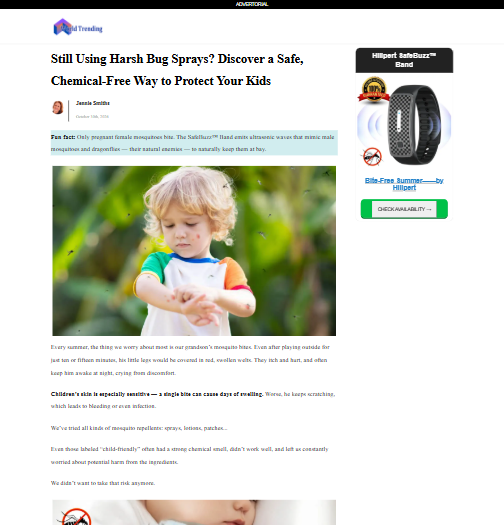 ADVERTORIAL
ld Trending
Still Using Harsh Bug Sprays? Discover a Safe,
Chemical-Free Way to Protect Your Kids
Jennie Smiths
Fun fact: Only pregnant female mosquitoes bite. The SafeBuzz™ Band emits ultrasonic waves that mimic male
mosquitoes and dragonflies — their natural enemies — to naturally keep them at bay.
Every summer, the thing we worry about most is our grandson's mosquito bites. Even after playing outside for
just ten or fifteen minutes, his little legs would be covered in red, swollen welts. They itch and hurt, and often
keep him awake at night, crying from discomfort.
Children's skin is especially sensitive — a single bite can cause days of swelling. Worse, he keeps scratching,
which leads to bleeding or even infection.
We've tried all kinds of mosquito repellents: sprays, lotions, patches...
Even those labeled "child-friendly" often had a strong chemical smell, didn't work well, and left us constantly
worried about potential harm from the ingredients.
We didn't want to take that risk anymore.
Hilipert SafeBuzz™
Band
100%
Bite-Free Summer——by
Hilipert
CHECK AVAILABILITY →